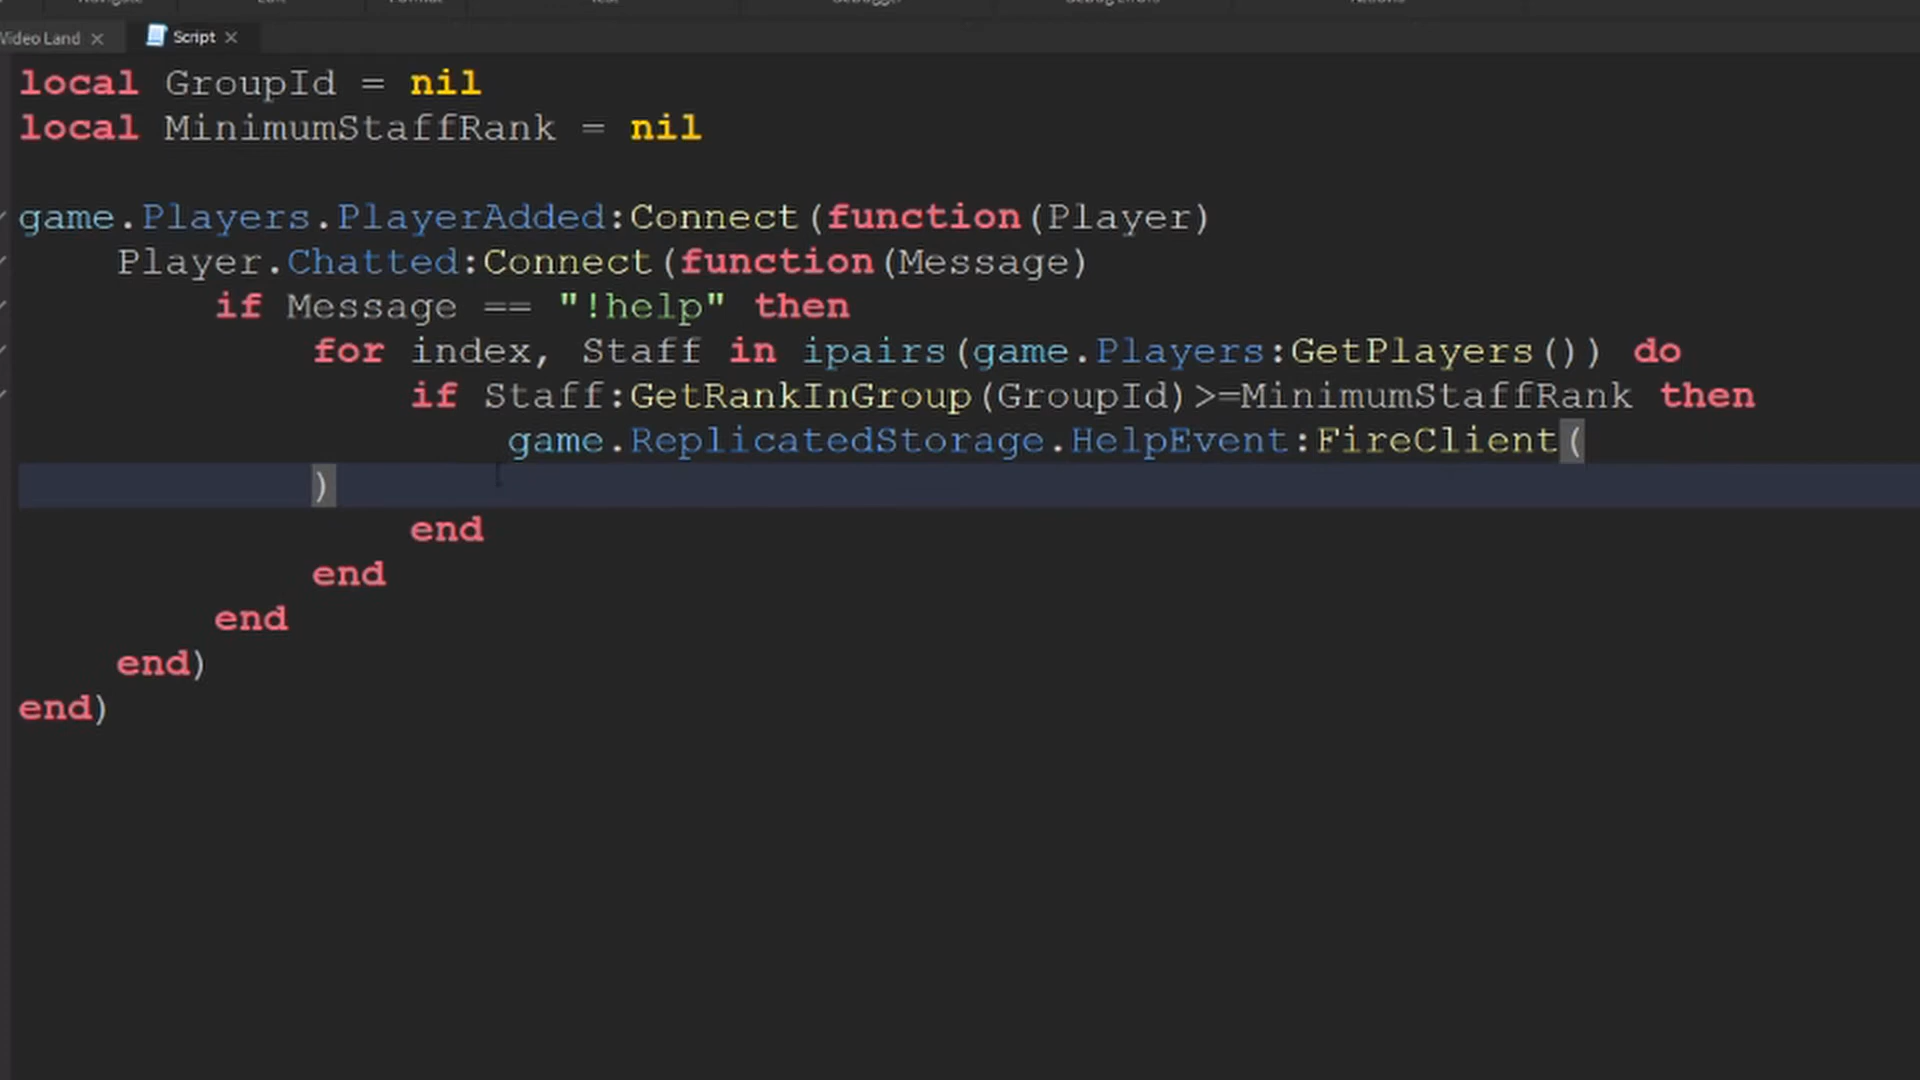 Video Land
Script
local GroupId = nil
local MinimumStaffRank = nil
game.Players.PlayerAdded:Connect(function(Player)
Player.Chatted:Connect(function(Message)
if Message == "!help" then
for index, Staff in ipairs(game.Players:GetPlayers()) do
if Staff:GetRankInGroup(GroupId)>=MinimumStaffRank then
game.ReplicatedStorage.HelpEvent:FireClient(
)
end
end
end
end)
end)